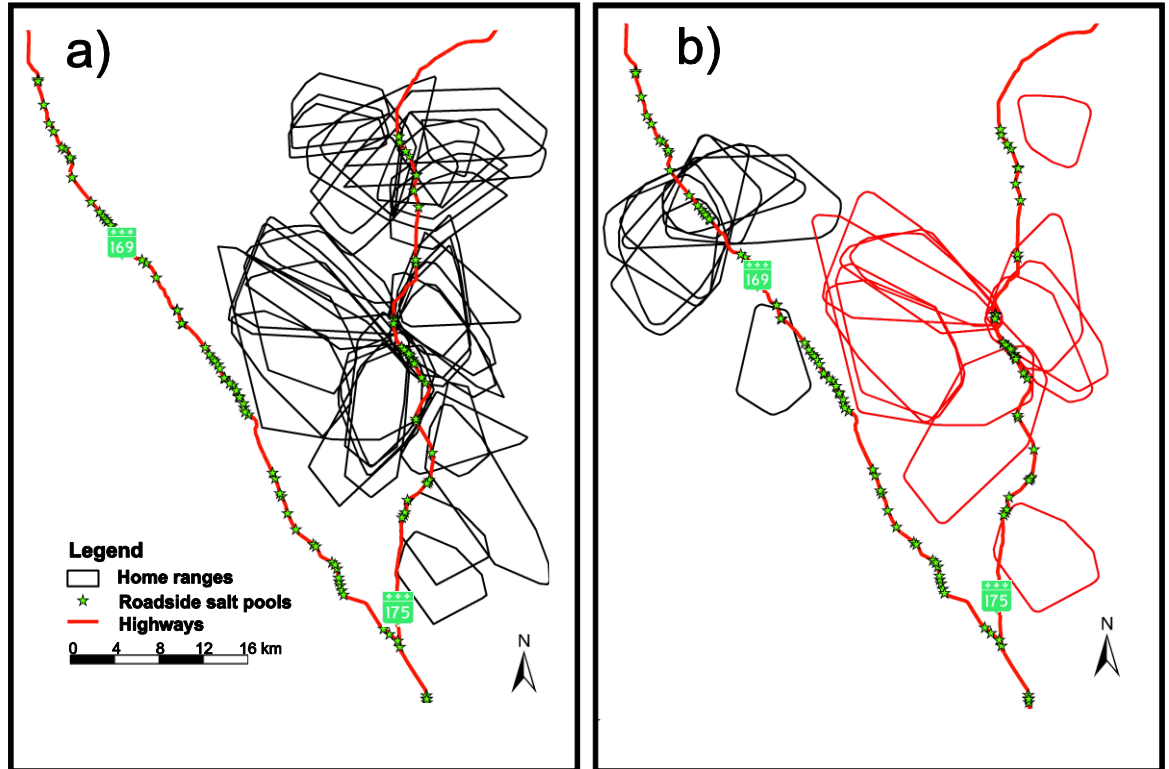 a)
169
Legend
Home ranges
Roadside salt pools
Highways
0 4 8 12 16 km
175
N
b)
169
175
N